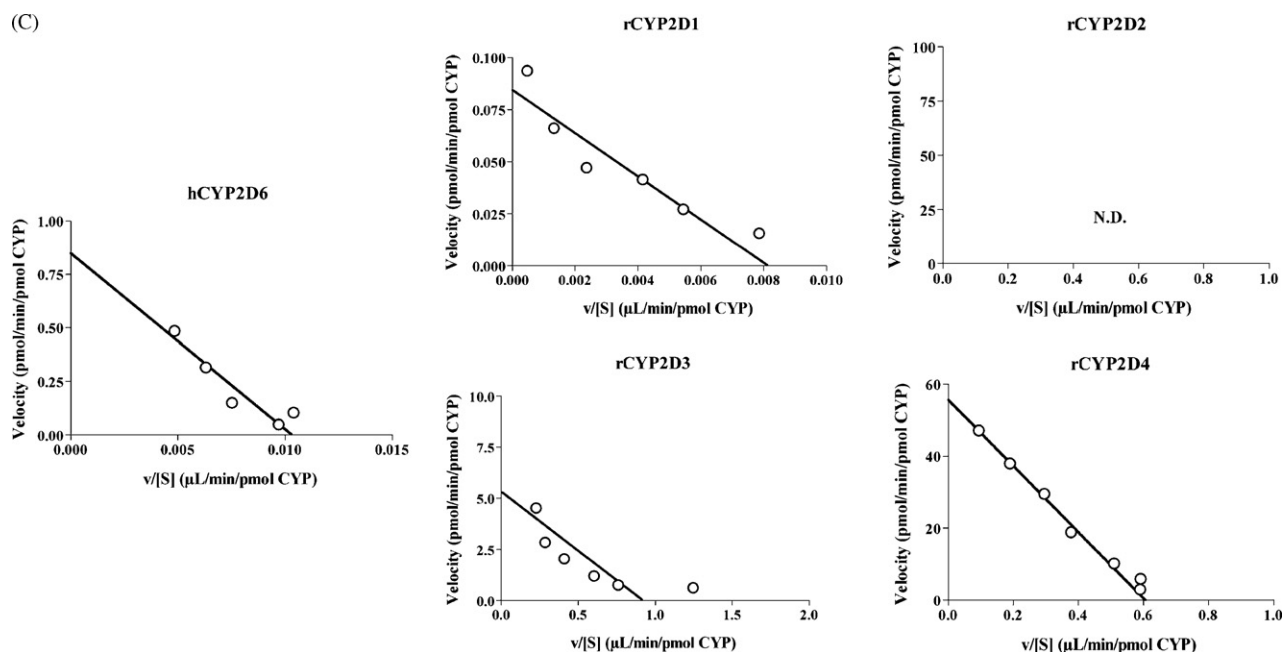 (C)
hCYP2D6
Velocity (pmol/min/pmol CYP)
1.00
0.75
0.50
0.25
0.00
0.000 0.005 0.010 0.015
v/[S] (µL/min/pmol CYP)
rCYP2D1
Velocity (pmol/min/pmol CYP)
0.100
0.075
0.050
0.025
0.000
0.000 0.002 0.004 0.006 0.008 0.010
v/[S] (µL/min/pmol CYP)
rCYP2D2
Velocity (pmol/min/pmol CYP)
100
75
50
25
0
N.D.
0.0 0.2 0.4 0.6 0.8 1.0
v/[S] (µL/min/pmol CYP)
rCYP2D3
Velocity (pmol/min/pmol CYP)
10.0
7.5
5.0
2.5
0.0
0.0 0.5 1.0 1.5 2.0
v/[S] (µL/min/pmol CYP)
rCYP2D4
Velocity (pmol/min/pmol CYP)
60
40
20
0
0.0 0.2 0.4 0.6 0.8 1.0
v/[S] (µL/min/pmol CYP)